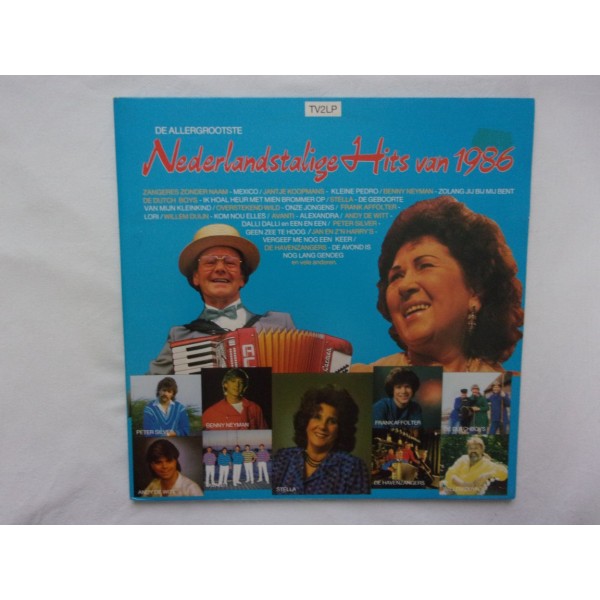 TV2LP
DE ALLERGROOTSTE
Nederlandstalige Hits van 1986
ZANGERES ZONDER NAAM - MEXICO / JANTJE KOOPMANS - KLEINE PEDRO / BENNY NEYMAN - ZOLANG JIJ BIJ MIJ BENT
DE DUTCH BOYS - IK HOAL HEUR MET MIEN BROMMER OP / STELLA - DE GEBOORTE
VAN MIJN KLEINKIND / OVERSTEKEND WILD - ONZE JONGENS / FRANK AFFOLTER -
LORI / WILLEM DUIN - KOM NOU ELLES / AVANTI - ALEXANDRA / ANDY DE WITT -
DALLI DALLI en EEN EN EEN / PETER SILVER -
GEEN ZEE TE HOOG / JAN EN Z'N HARRY'S -
VERGEEF ME NOG EEN KEER /
DE HAVENZANGERS - DE AVOND IS
NOG LANG GENOEG
en vele anderen
PETER SILVER
BENNY NEYMAN
FRANK AFFOLTER
STELLA
DE HAVENZANGERS